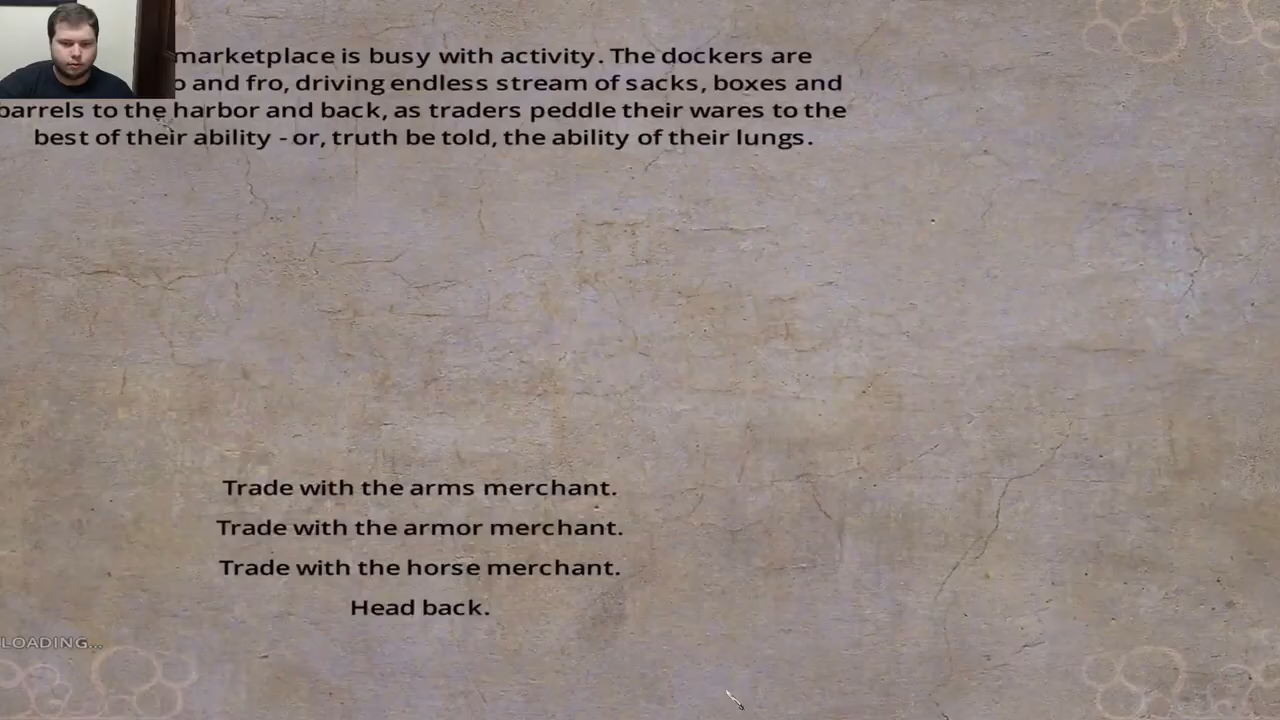 marketplace is busy with activity. The dockers are
and fro, driving endless stream of sacks, boxes and
barrels to the harbor and back, as traders peddle their wares to the
best of their ability - or, truth be told, the ability of their lungs.
Trade with the arms merchant.
Trade with the armor merchant.
Trade with the horse merchant.
Head back.
LOADING...